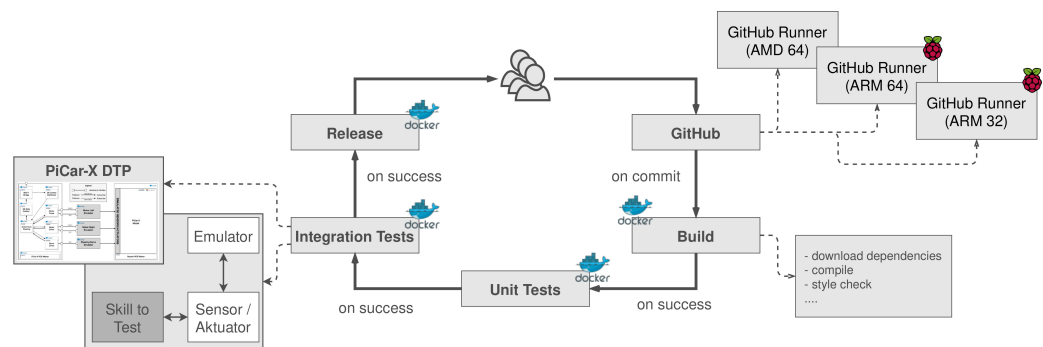 GitHub Runner
(AMD 64)
GitHub Runner
(ARM 64)
GitHub Runner
(ARM 32)
docker
Release
GitHub
PiCar-X DTP
on success
on commit
docker
docker
Integration Tests
Build
Emulator
docker
- download dependencies
- compile
- style check
....
Unit Tests
on success
on success
Skill to
Test
Sensor /
Aktuator